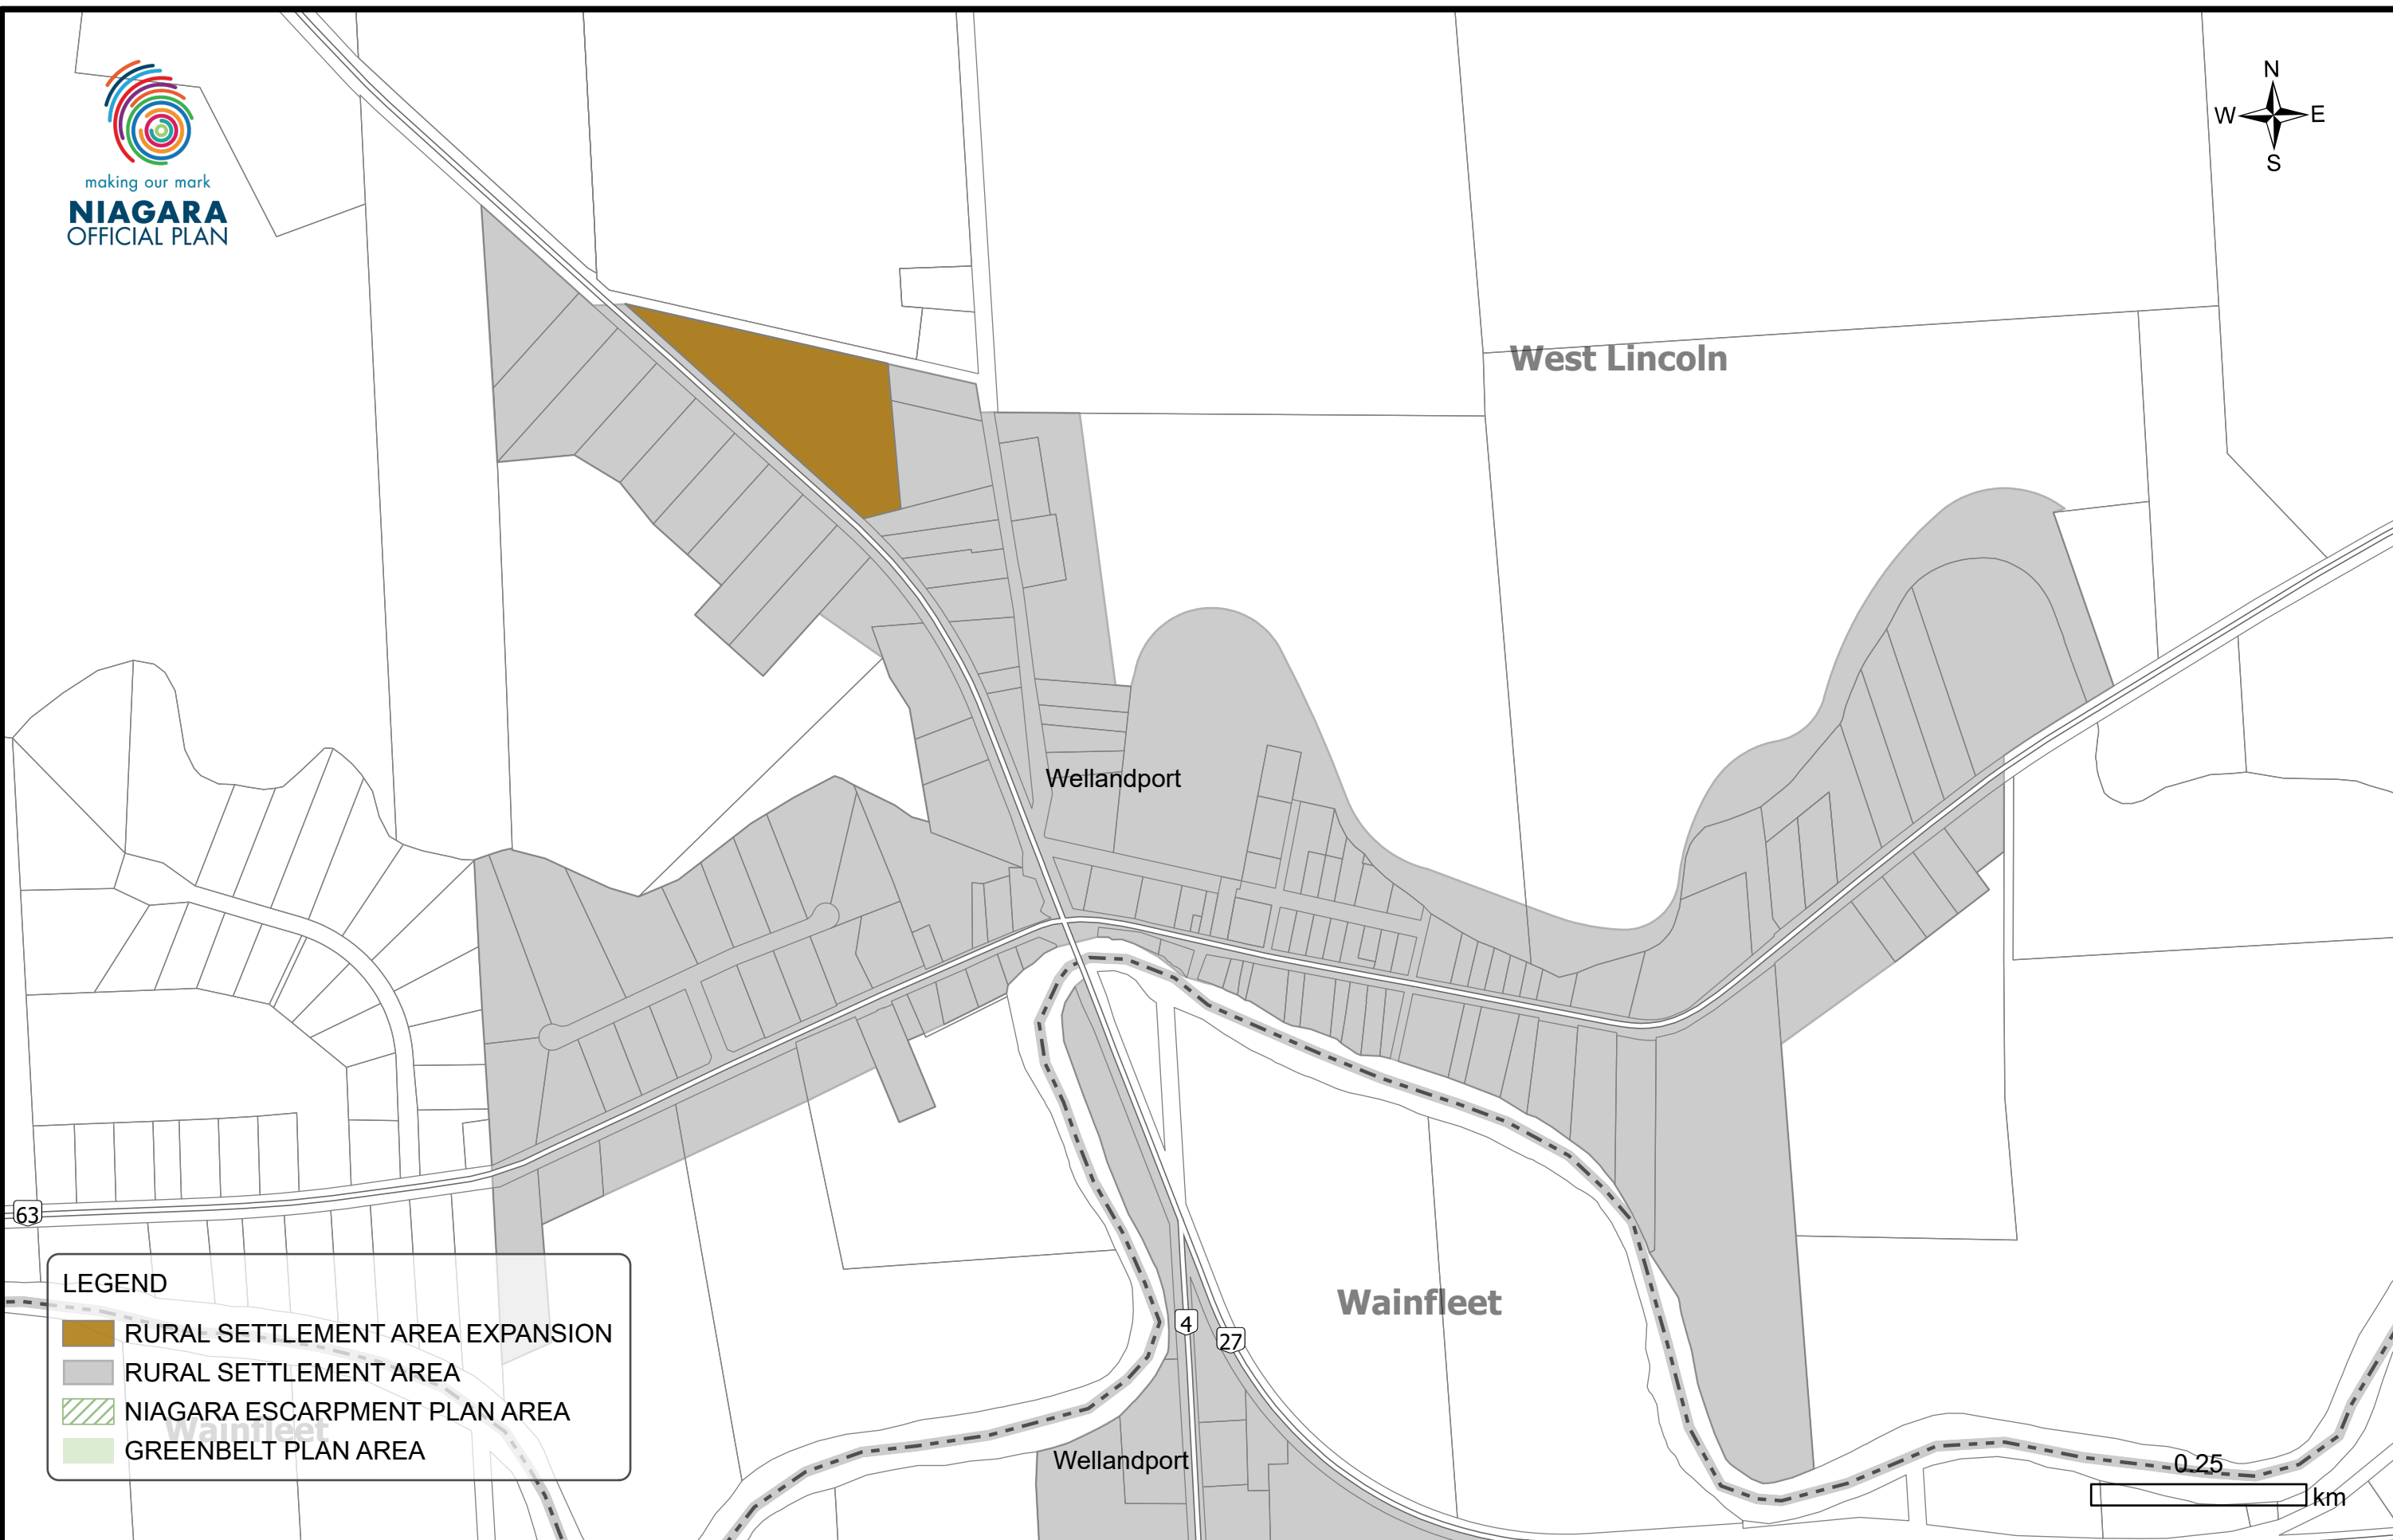 making our mark
NIAGARA
OFFICIAL PLAN
N
W E
S
West Lincoln
Wellandport
63
Wainfleet
4
27
Wellandport
LEGEND
RURAL SETTLEMENT AREA EXPANSION
RURAL SETTLEMENT AREA
NIAGARA ESCARPMENT PLAN AREA
Wainfleet
GREENBELT PLAN AREA
0.25
km